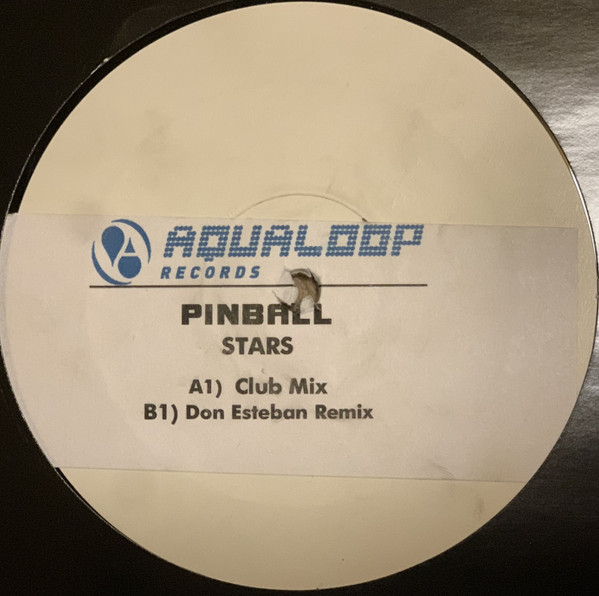 AQUALOOP
RECORDS
PINBALL
STARS
A1) Club Mix
B1) Don Esteban Remix